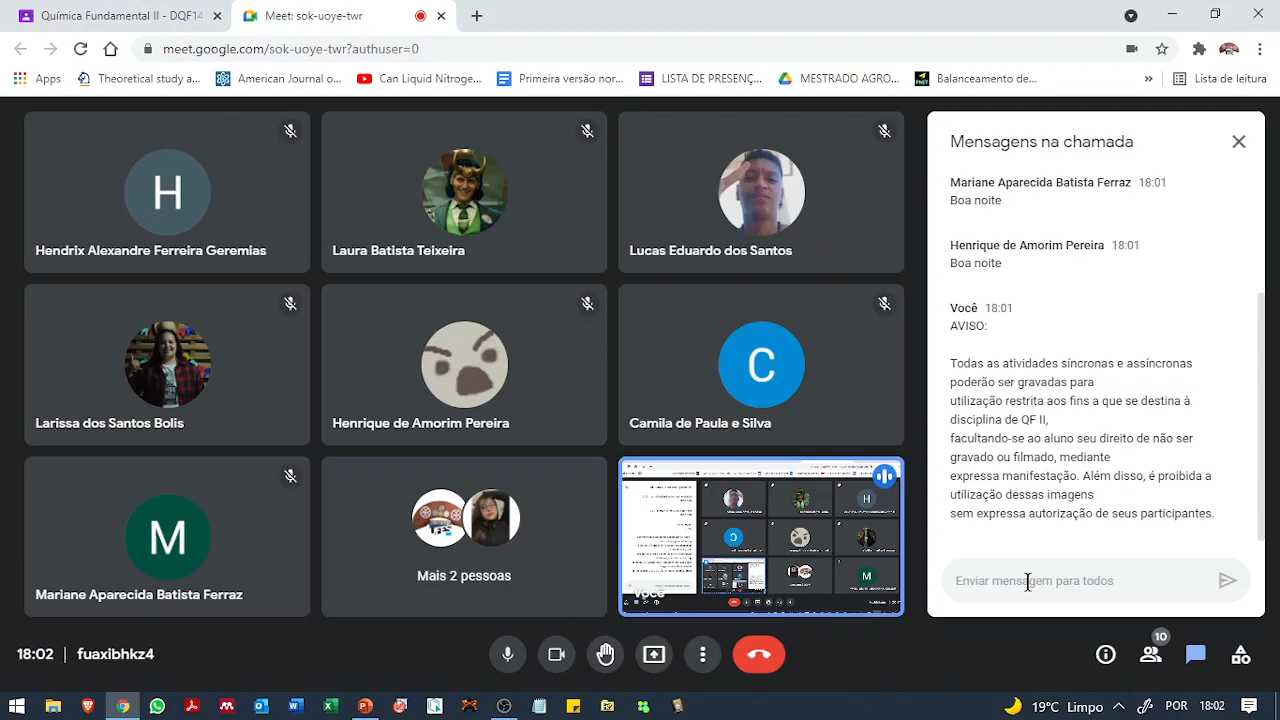 Química Fundamental II - DQF14
Meet: sok-uoye-twr
meet.google.com/sok-uoye-twr?authuser=0
Apps
Theoretical study a...
American Journal o...
Can Liquid Nitroge...
Primeira versão nor...
LISTA DE PRESENÇ...
MESTRADO AGRO...
Balanceamento de...
»
Lista de leitura
H
Hendrix Alexandre Ferreira Geremias
Laura Batista Teixeira
Lucas Eduardo dos Santos
Larissa dos Santos Bolis
Henrique de Amorim Pereira
C
Camila de Paula e Silva
M
Mariane Aparecida Batista Ferraz
Mais 2 pessoas
Você
Mensagens na chamada
Mariane Aparecida Batista Ferraz 18:01
Boa noite
Henrique de Amorim Pereira 18:01
Boa noite
Você 18:01
AVISO:
Todas as atividades síncronas e assíncronas
poderão ser gravadas para
utilização restrita aos fins a que se destina à
disciplina de QF II,
facultando-se ao aluno seu direito de não ser
gravado ou filmado, mediante
expressa manifestação. Além disso, é proibida a
utilização dessas imagens
sem expressa autorização de seus participantes.
Enviar mensagem para todos
18:02 | fuaxibhkz4
10
19°C Limpo
POR
18:02